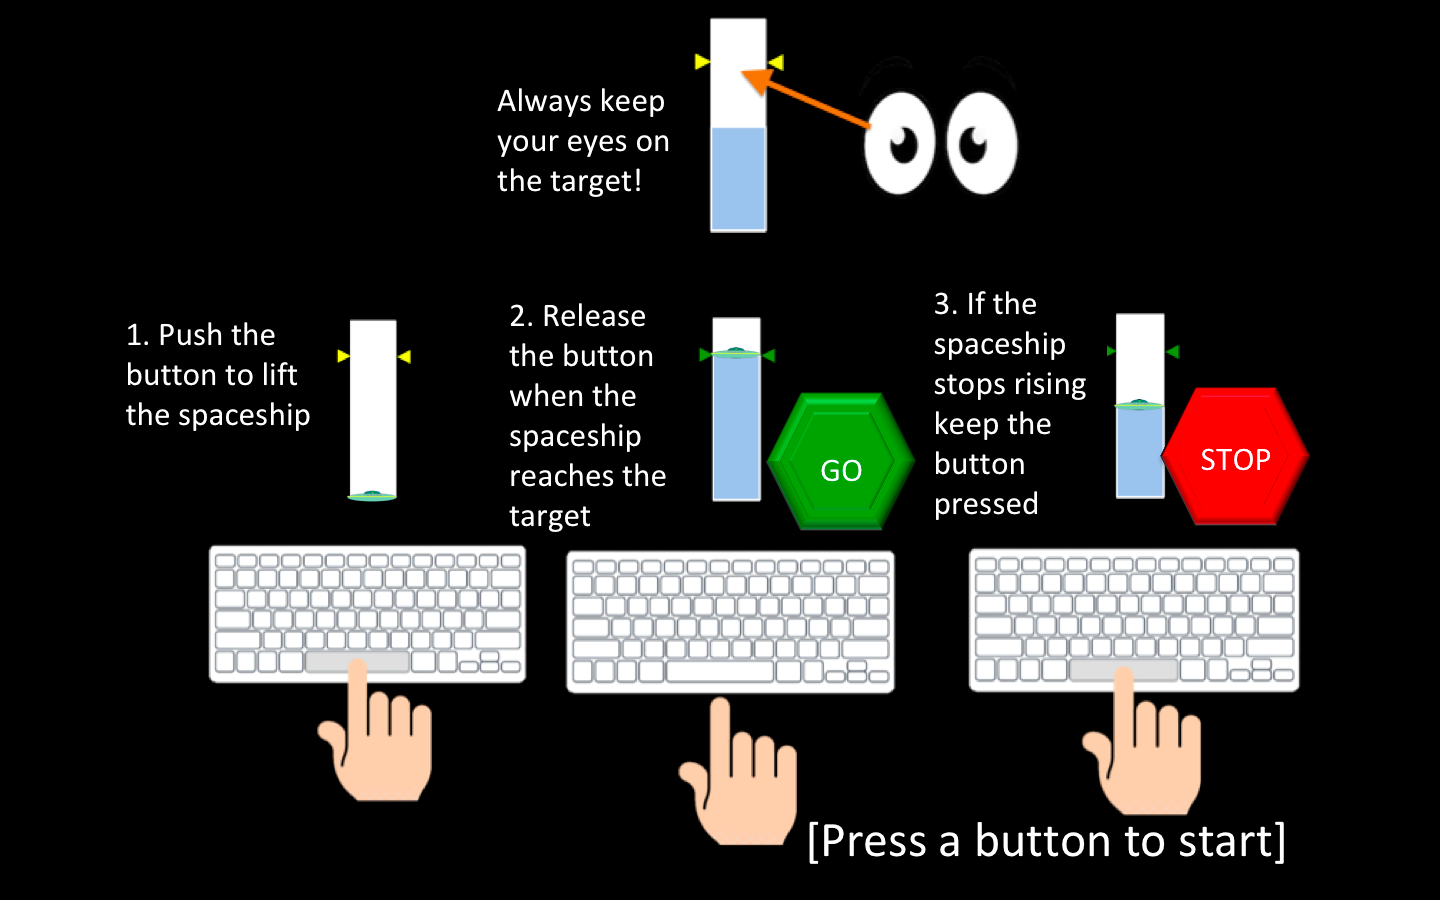 Always keep
your eyes on
the target!
1. Push the
button to lift
the spaceship
2. Release
the button
when the
spaceship
reaches the
target
GO
3. If the
spaceship
stops rising
keep the
button
pressed
STOP
[Press a button to start]